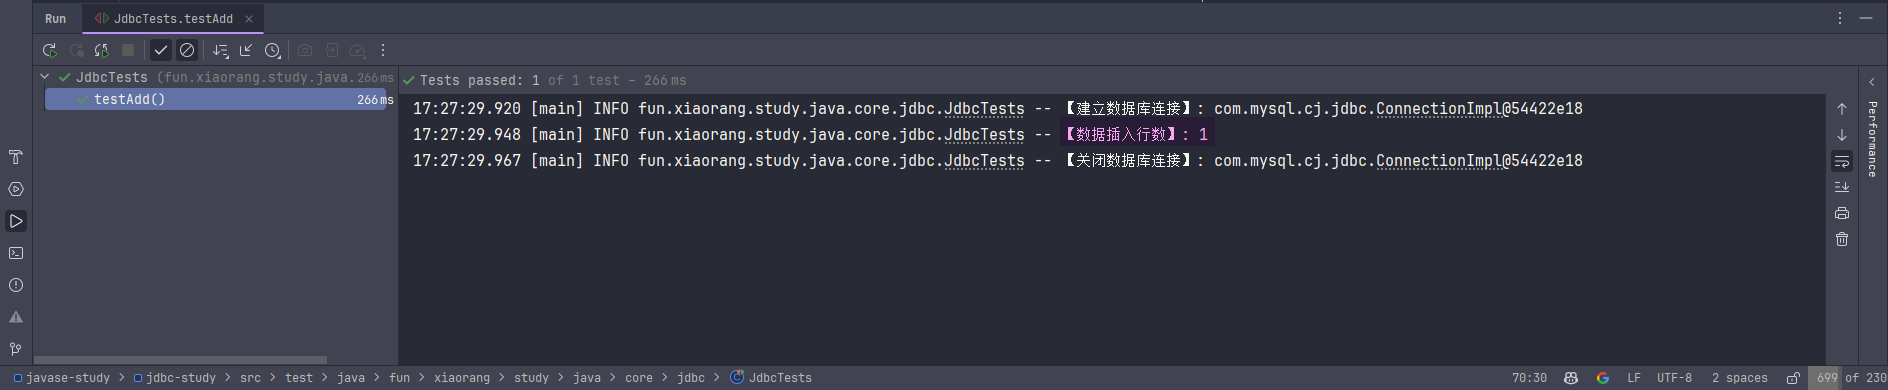 Run JdbcTests.testAdd
JdbcTests (fun.xiaorang.study.java. 266 ms
testAdd() 266 ms
Tests passed: 1 of 1 test – 266 ms
17:27:29.920 [main] INFO fun.xiaorang.study.java.core.jdbc.JdbcTests -- 【建立数据库连接】: com.mysql.cj.jdbc.ConnectionImpl@54422e18
17:27:29.948 [main] INFO fun.xiaorang.study.java.core.jdbc.JdbcTests -- 【数据插入行数】: 1
17:27:29.967 [main] INFO fun.xiaorang.study.java.core.jdbc.JdbcTests -- 【关闭数据库连接】: com.mysql.cj.jdbc.ConnectionImpl@54422e18
Performance
javase-study > jdbc-study > src > test > java > fun > xiaorang > study > java > core > jdbc > JdbcTests 70:30 LF UTF-8 2 spaces 699 of 230